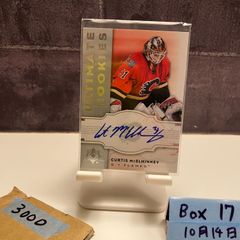 ULTIMATE ROOKIES
CURTIS McELHINNEY
3000
Box 17
10月14日